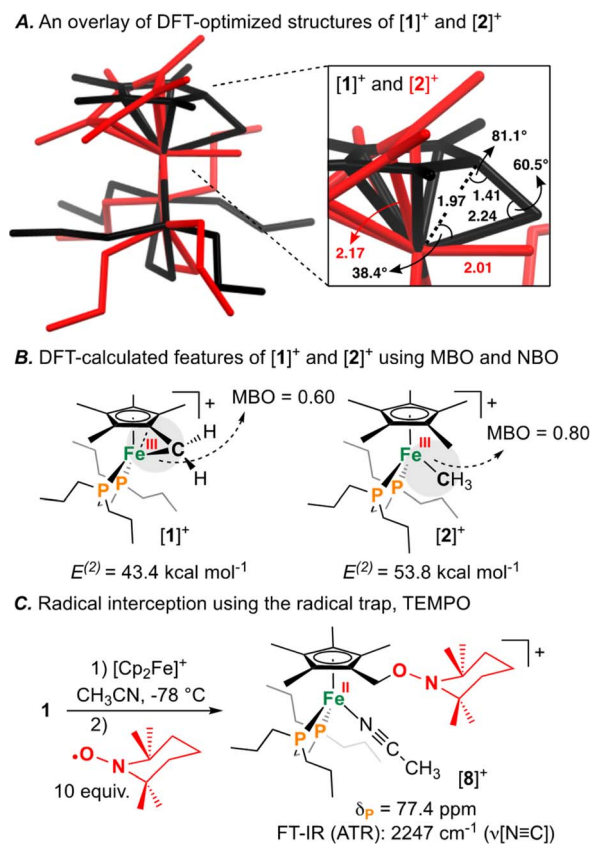 A. An overlay of DFT-optimized structures of [1]⁺ and [2]⁺
[1]⁺ and [2]⁺
81.1°
60.5°
1.97
1.41
2.24
2.17
38.4°
2.01
B. DFT-calculated features of [1]⁺ and [2]⁺ using MBO and NBO
+
MBO = 0.60
III
Fe
C
H
H
P
P
[1]⁺
E⁽²⁾ = 43.4 kcal mol⁻¹
+
MBO = 0.80
III
Fe
CH₃
P
P
[2]⁺
E⁽²⁾ = 53.8 kcal mol⁻¹
C. Radical interception using the radical trap, TEMPO
1
1) [Cp₂Fe]⁺
CH₃CN, -78 °C
2)
•O
N
10 equiv.
+
O
N
II
Fe
P
P
N
C
CH₃
[8]⁺
δP = 77.4 ppm
FT-IR (ATR): 2247 cm⁻¹ (ν[N≡C])